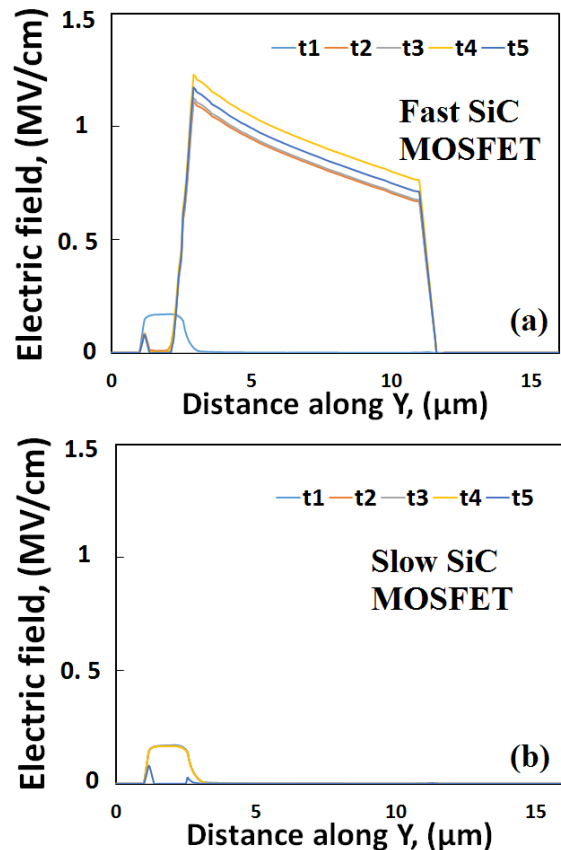 1.5
t1 t2 t3 t4 t5
Fast SiC
MOSFET
1
0. 5
(a)
0
0 5 10 15
Electric field, (MV/cm)
Distance along Y, (μm)
1.5
t1 t2 t3 t4 t5
Slow SiC
MOSFET
1
0. 5
(b)
0
0 5 10 15
Electric field, (MV/cm)
Distance along Y, (μm)